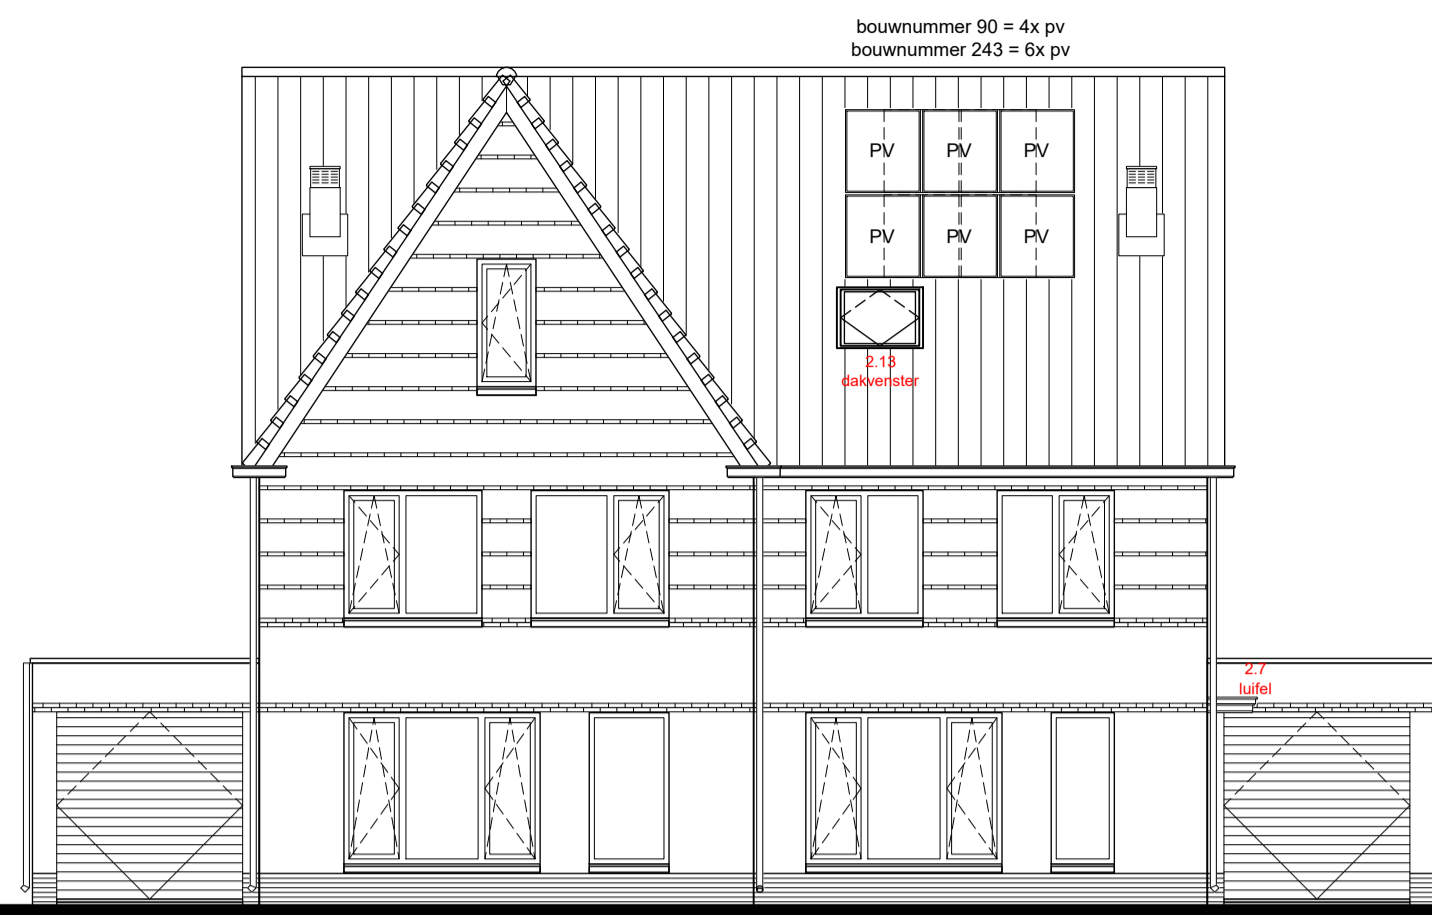 bouwnummer 90 = 4x pv
bouwnummer 243 = 6x pv
PV PV PV
PV PV PV
2.13
dakvenster
2.7
luifel